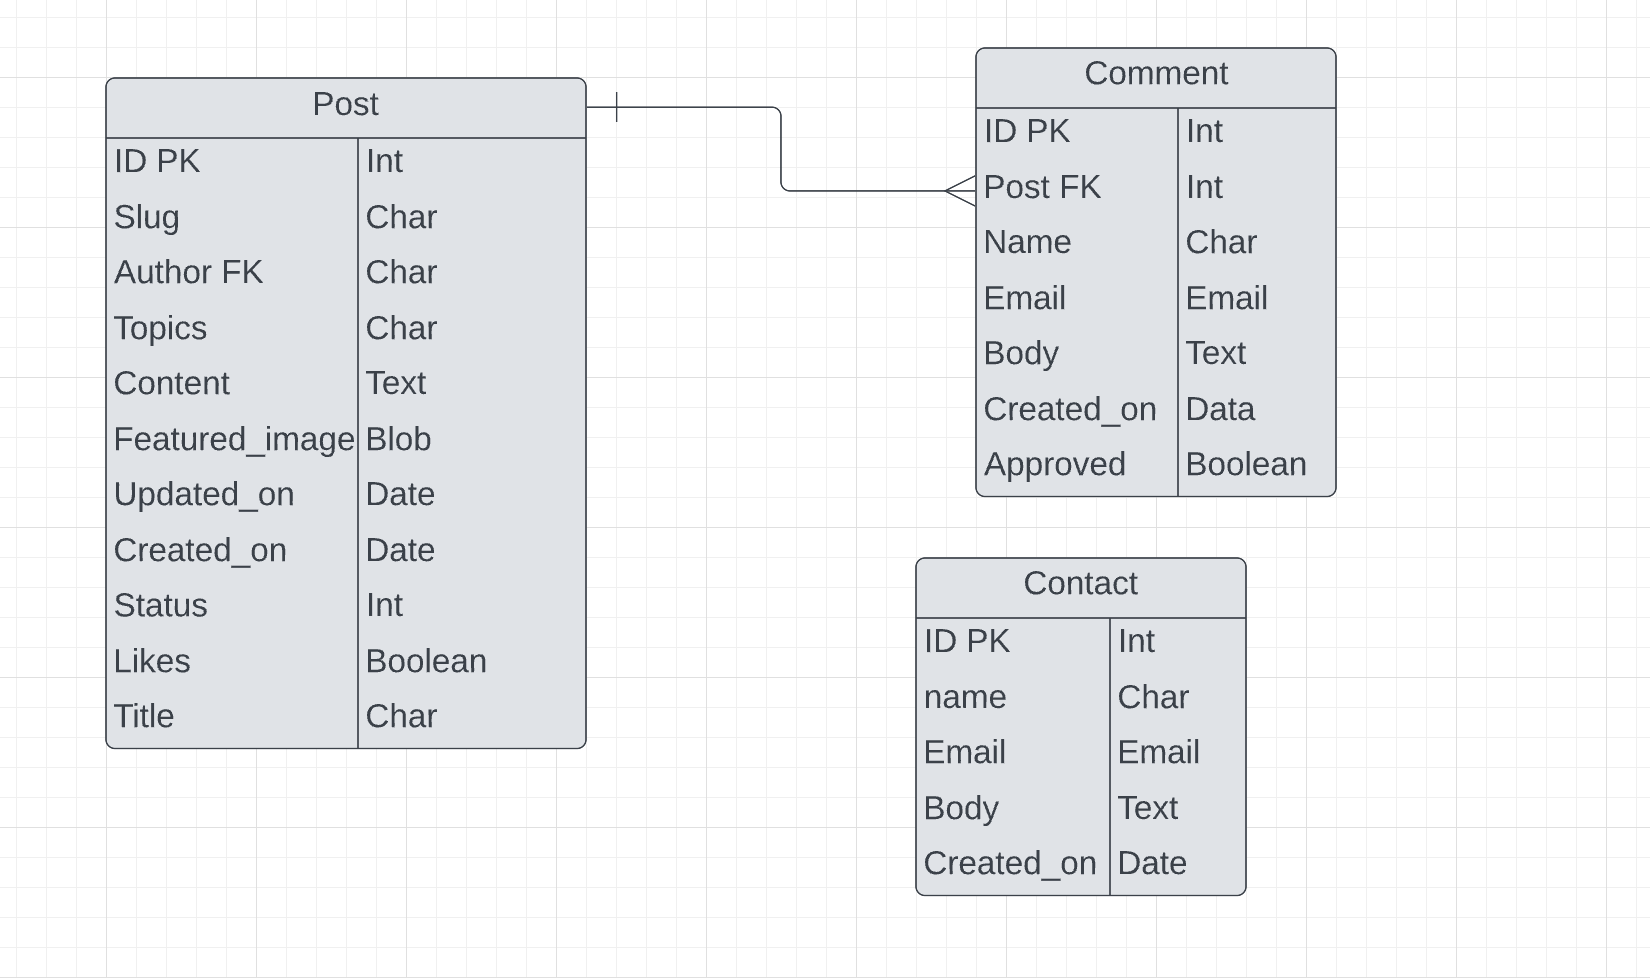 Post
ID PK Int
Slug Char
Author FK Char
Topics Char
Content Text
Featured_image Blob
Updated_on Date
Created_on Date
Status Int
Likes Boolean
Title Char
Comment
ID PK Int
Post FK Int
Name Char
Email Email
Body Text
Created_on Data
Approved Boolean
Contact
ID PK Int
name Char
Email Email
Body Text
Created_on Date